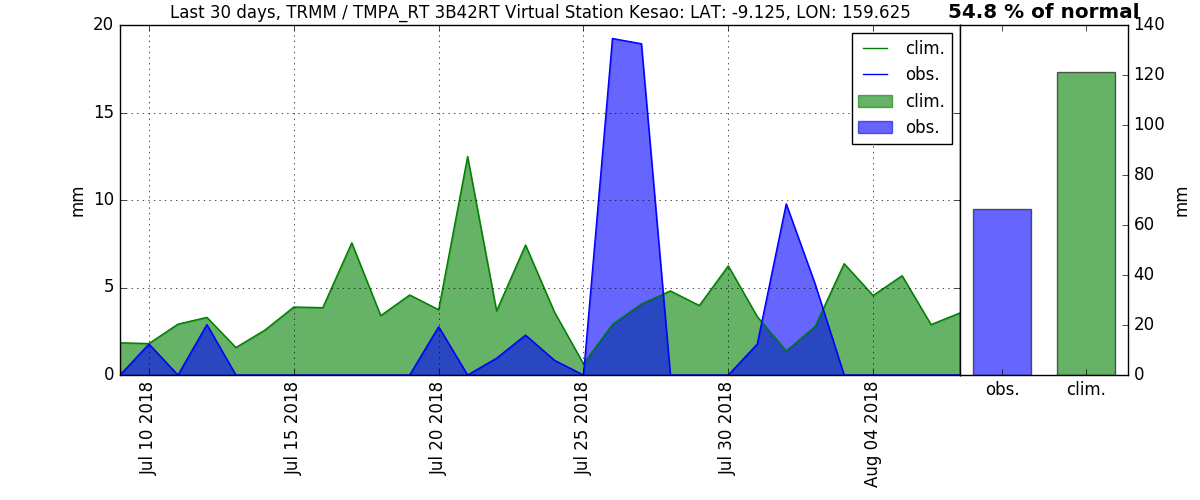 Last 30 days, TRMM / TMPA_RT 3B42RT Virtual Station Kesao: LAT: -9.125, LON: 159.625
54.8 % of normal
20
15
10
5
0
mm
clim.
obs.
clim.
obs.
Jul 10 2018
Jul 15 2018
Jul 20 2018
Jul 25 2018
Jul 30 2018
Aug 04 2018
140
120
100
80
60
40
20
0
mm
obs.
clim.